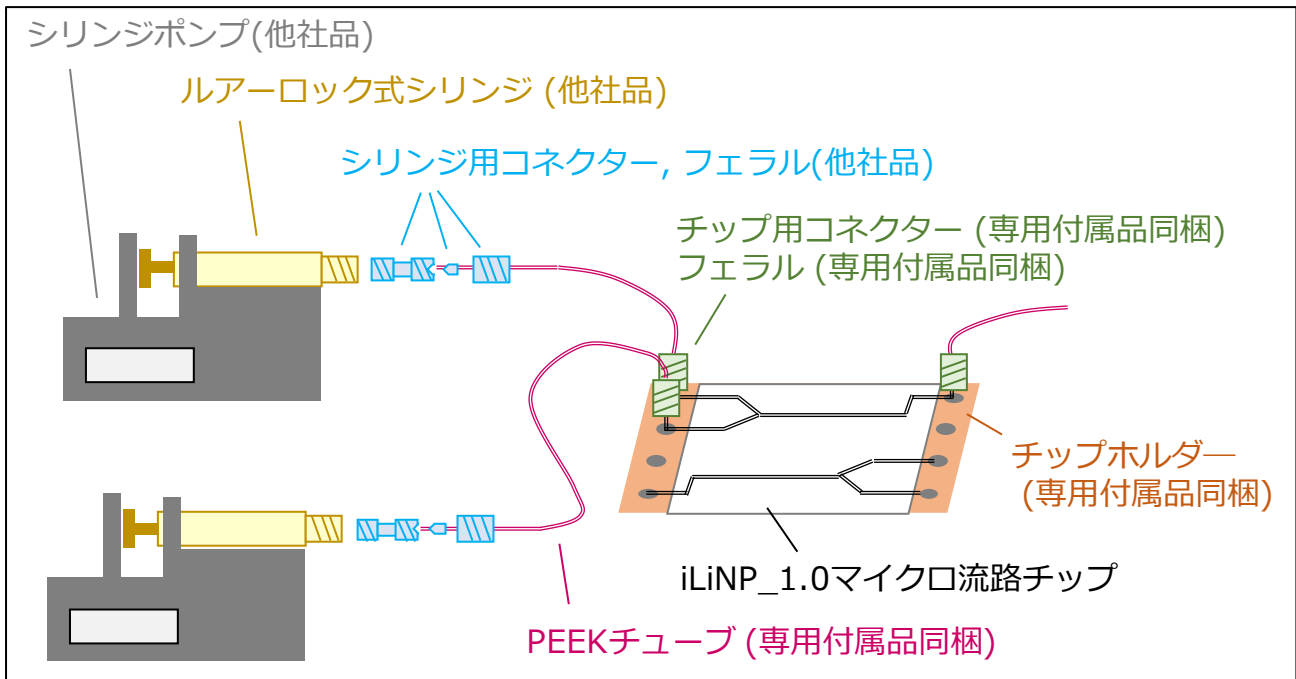 シリンジポンプ(他社品)
ルアーロック式シリンジ (他社品)
シリンジ用コネクター, フェラル(他社品)
チップ用コネクター (専用付属品同梱)
フェラル (専用付属品同梱)
チップホルダ―
(専用付属品同梱)
iLiNP_1.0マイクロ流路チップ
PEEKチューブ (専用付属品同梱)